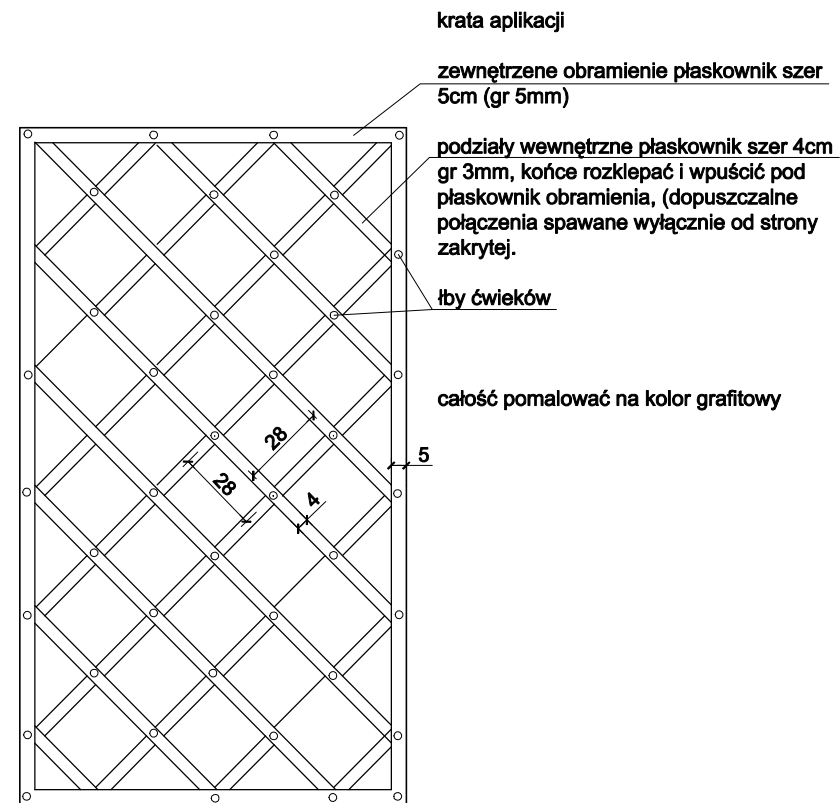 krata aplikacji
zewnętrzene obramienie płaskownik szer
5cm (gr 5mm)
podziały wewnętrzne płaskownik szer 4cm
gr 3mm, końce rozklepać i wpuścić pod
płaskownik obramienia, (dopuszczalne
połączenia spawane wyłącznie od strony
zakrytej.
łby ćwieków
całość pomalować na kolor grafitowy
28
5
28
4